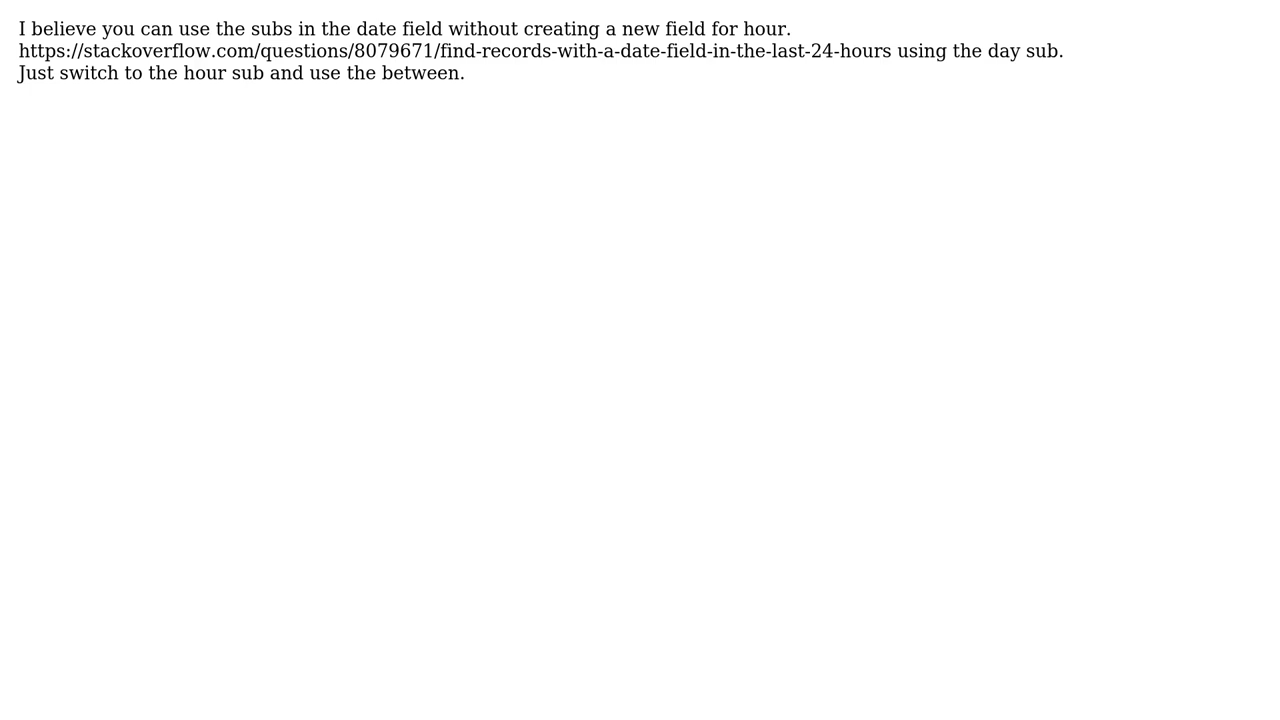 I believe you can use the subs in the date field without creating a new field for hour.
https://stackoverflow.com/questions/8079671/find-records-with-a-date-field-in-the-last-24-hours using the day sub.
Just switch to the hour sub and use the between.